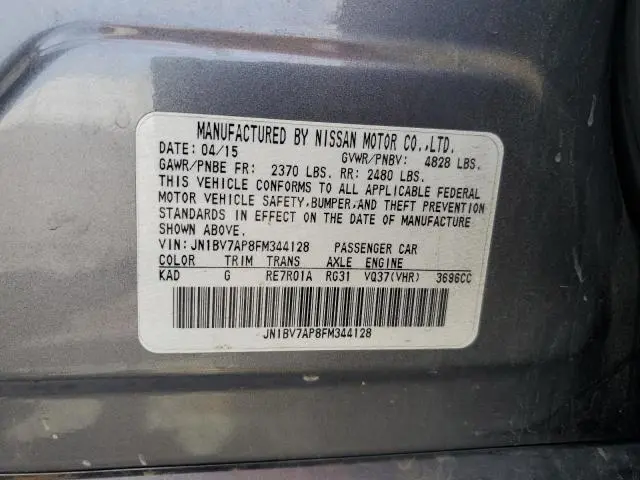 MANUFACTURED BY NISSAN MOTOR CO.,LTD.
DATE: 04/15 GVWR/PNBV: 4828 LBS.
GAWR/PNBE FR: 2370 LBS. RR: 2480 LBS.
THIS VEHICLE CONFORMS TO ALL APPLICABLE FEDERAL
MOTOR VEHICLE SAFETY,BUMPER,AND THEFT PREVENTION
STANDARDS IN EFFECT ON THE DATE OF MANUFACTURE
SHOWN ABOVE.
VIN: JN1BV7AP8FM344128 PASSENGER CAR
COLOR TRIM TRANS AXLE ENGINE
KAD G RE7R01A RG31 VQ37(VHR) 3696CC
JN1BV7AP8FM344128